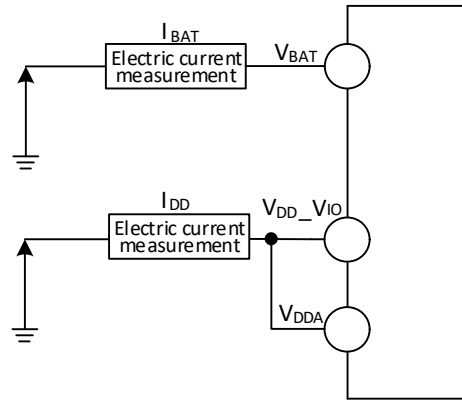 IBAT
Electric current
measurement
VBAT
IDD
Electric current
measurement
VDD_VIO
VDDA